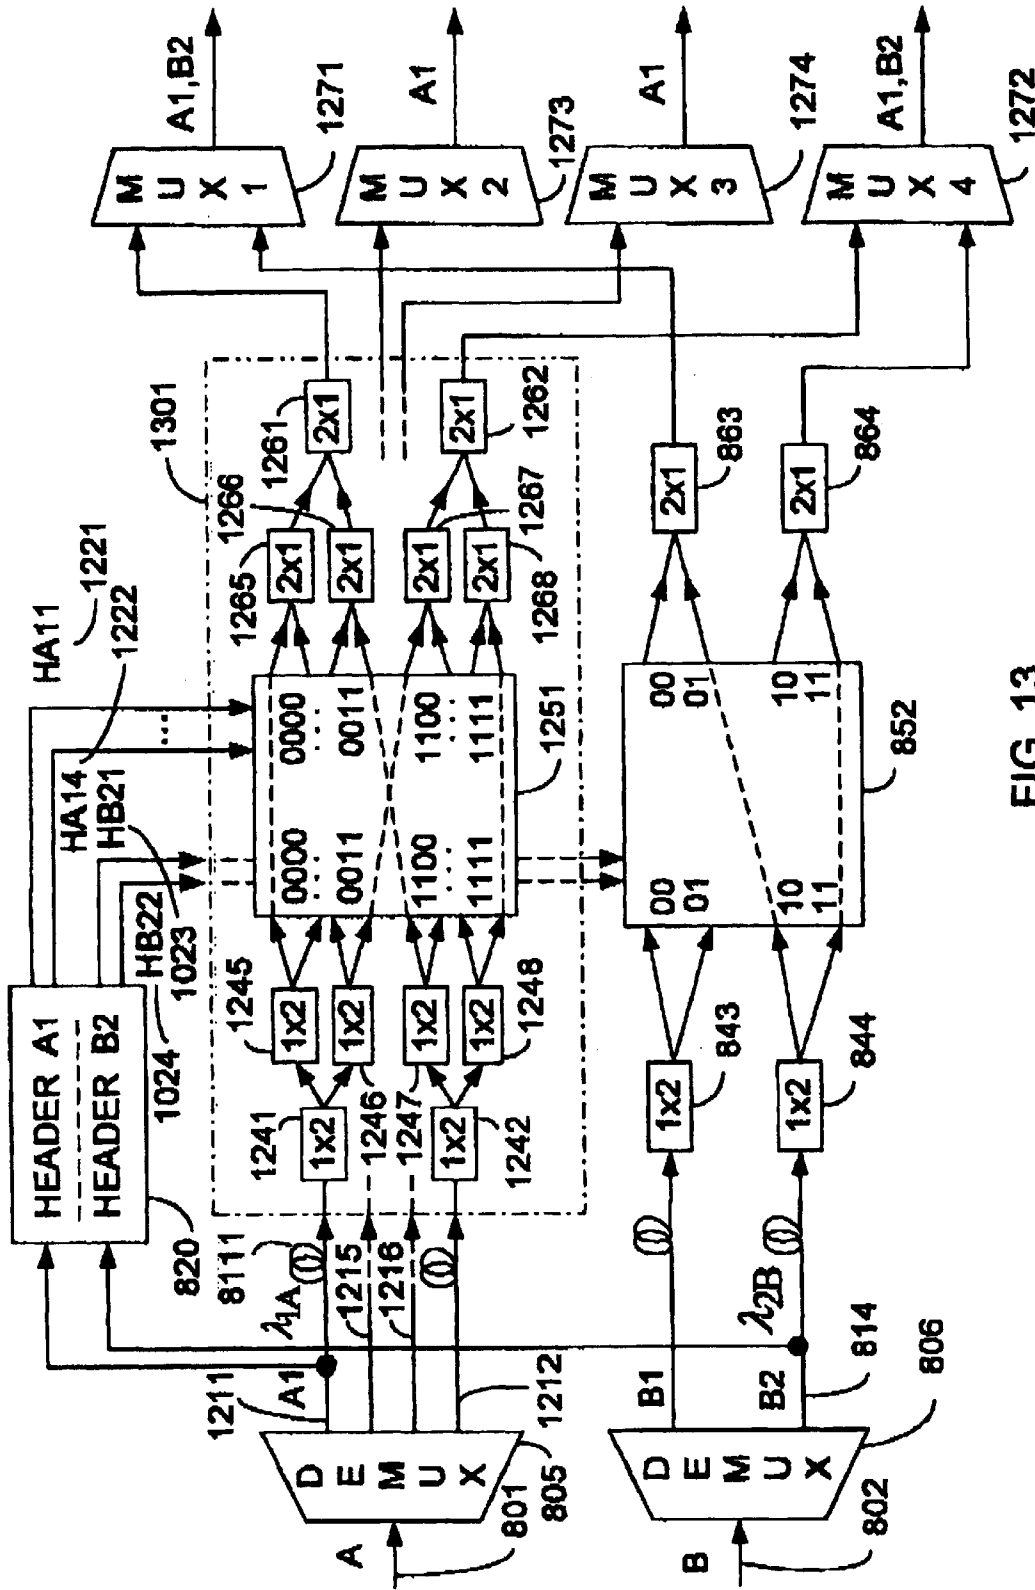 HEADER A1
HEADER B2
820
HA11
1221
HA14
1222
HB21
1023
HB22
1024
1301
A
801
DEMUX
805
1211
A1
λ1A
8111
1215
1216
1212
1241
1x2
1242
1x2
1245
1x2
1246
1x2
1247
1x2
1248
1x2
0000
...
0011
1100
...
1111
0000
...
0011
1100
...
1111
1251
1265
2x1
1266
2x1
1267
2x1
1268
2x1
1261
2x1
1262
2x1
MUX 1
1271
A1,B2
MUX 2
1273
A1
MUX 3
1274
A1
MUX 4
1272
A1,B2
B
802
DEMUX
806
B1
B2
814
λ2B
1x2
843
1x2
844
00
01
10
11
00
01
10
11
852
2x1
863
2x1
864
FIG. 13